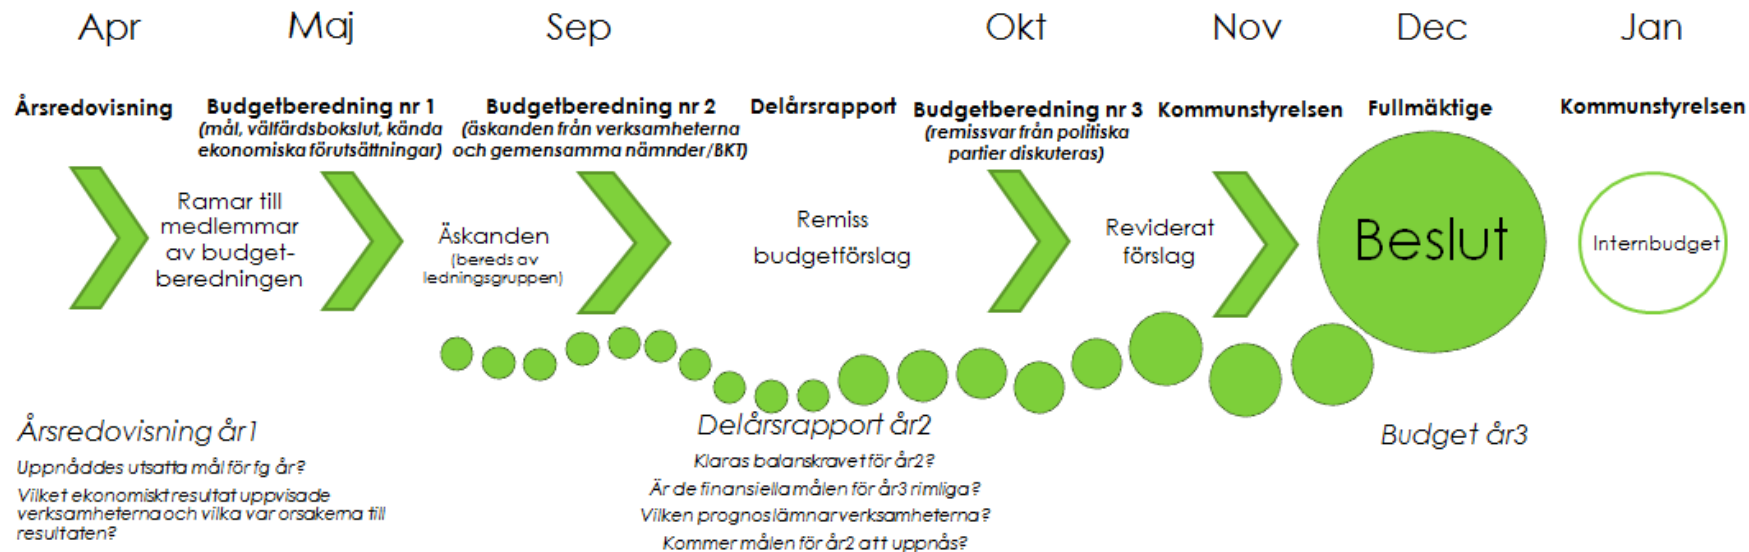 Apr
Maj
Sep
Okt
Nov
Dec
Jan
Årsredovisning
Budgetberedning nr 1
(mål, välfärdsbokslut, kända
ekonomiska förutsättningar)
Budgetberedning nr 2
(äskanden från verksamheterna
och gemensamma nämnder/BKT)
Delårsrapport
Budgetberedning nr 3
(remissvar från politiska
partier diskuteras)
Kommunstyrelsen
Fullmäktige
Kommunstyrelsen
Ramar till
medlemmar
av budget-
beredningen
Äskanden
(bereds av
ledningsgruppen)
Remiss
budgetförslag
Reviderat
förslag
Beslut
Internbudget
Årsredovisning år1
Uppnåddes utsatta mål för fg år?
Vilket ekonomiskt resultat uppvisade
verksamheterna och vilka var orsakerna till
resultaten?
Delårsrapport år2
Klaras balanskravet för år2?
Är de finansiella målen för år3 rimliga?
Vilken prognos lämnar verksamheterna?
Kommer målen för år2 att uppnås?
Budget år3